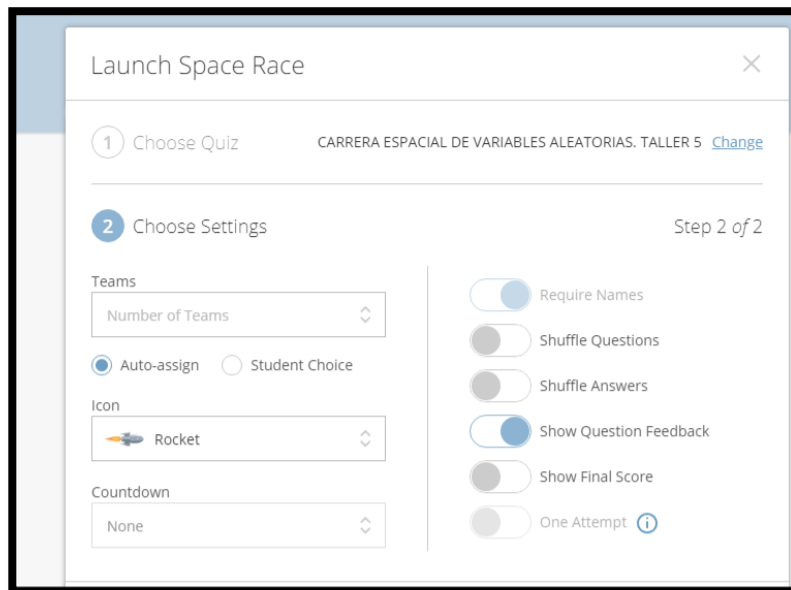 Launch Space Race
1 Choose Quiz CARRERA ESPACIAL DE VARIABLES ALEATORIAS. TALLER 5 Change
2 Choose Settings Step 2 of 2
Teams
Number of Teams
Auto-assign Student Choice
Icon
Rocket
Countdown
None
Require Names
Shuffle Questions
Shuffle Answers
Show Question Feedback
Show Final Score
One Attempt i